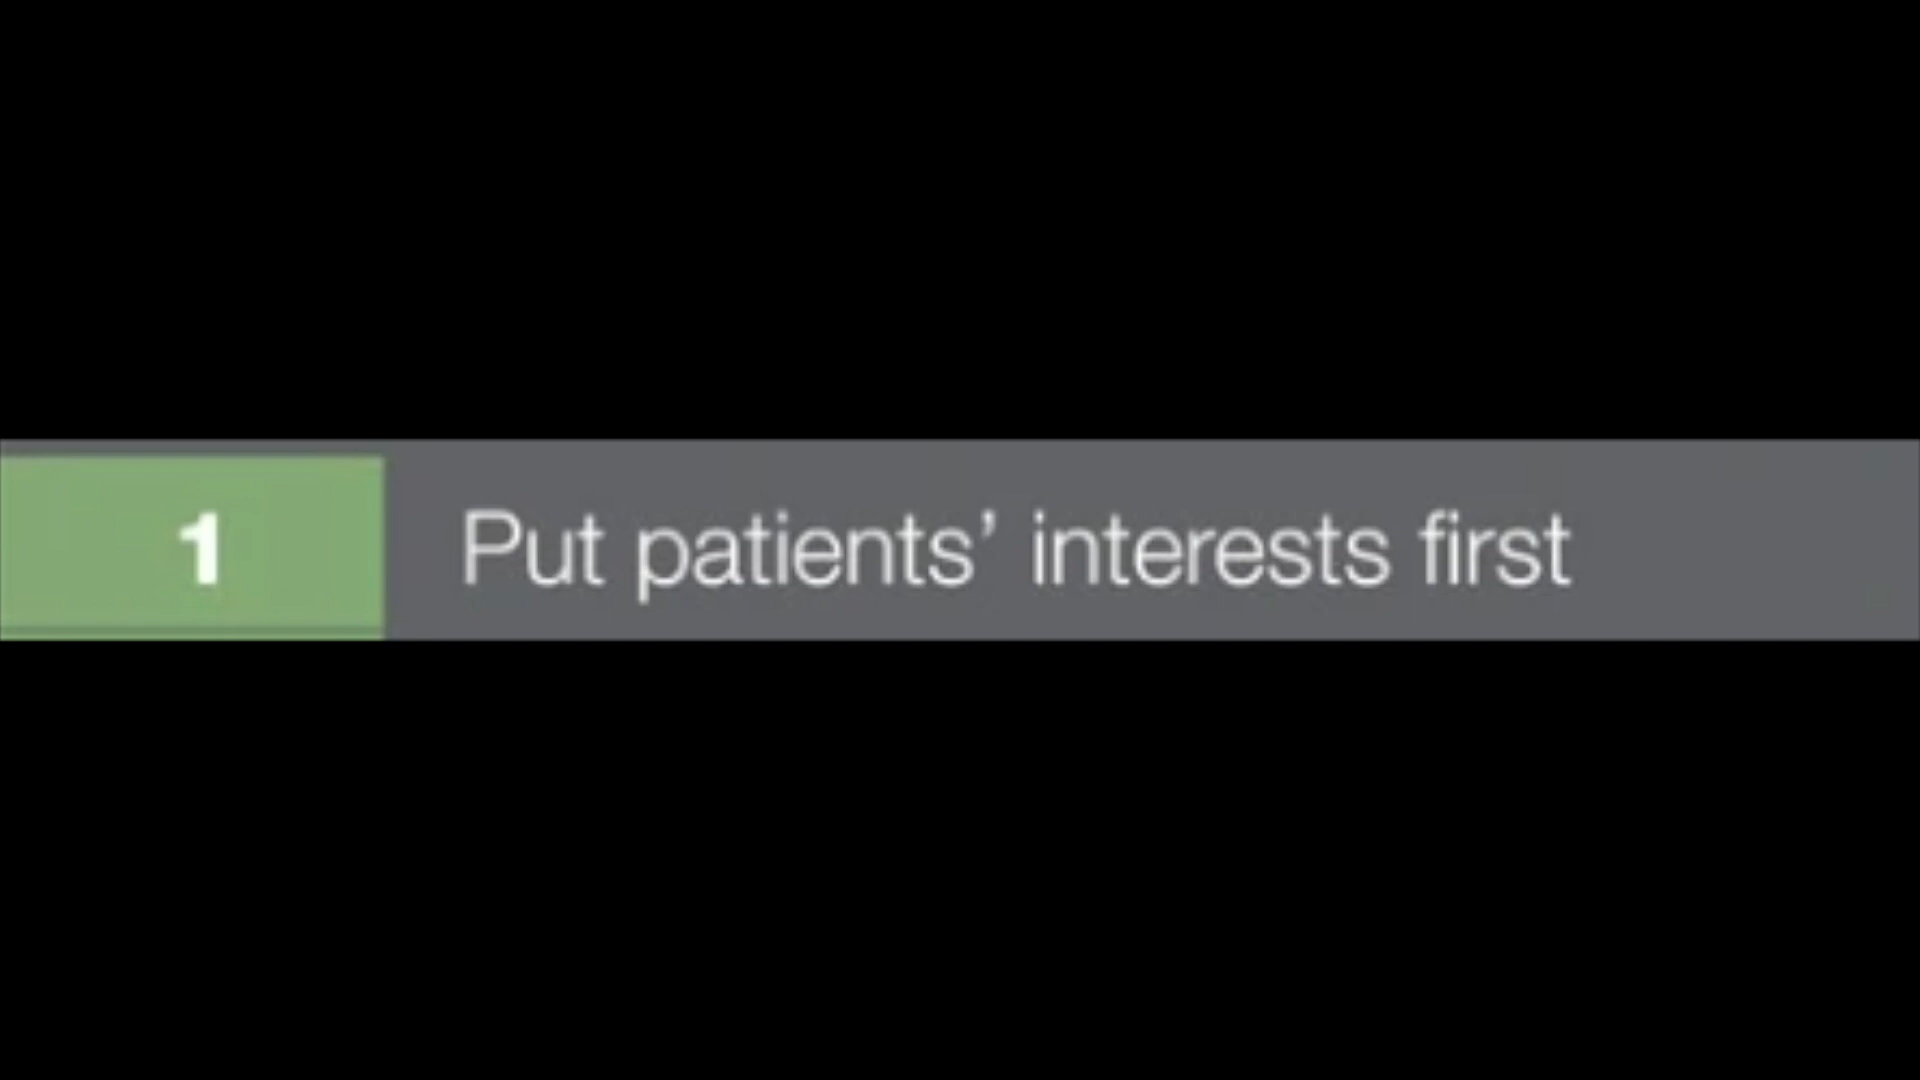 1 Put patients’ interests first